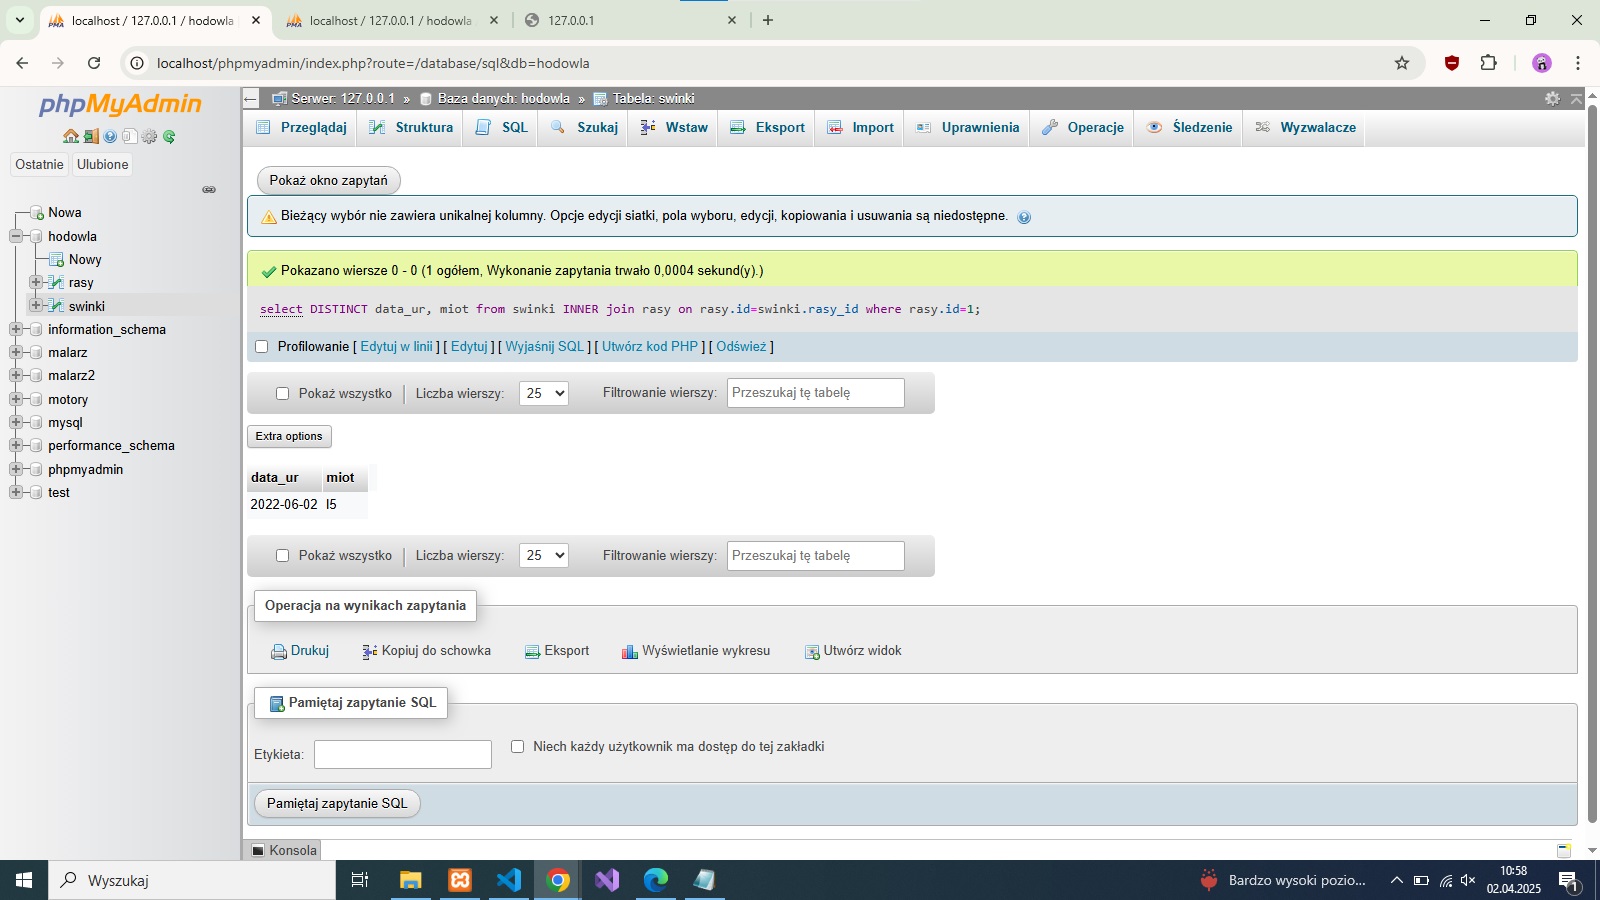 localhost / 127.0.0.1 / hodowla
localhost / 127.0.0.1 / hodowla
127.0.0.1
localhost/phpmyadmin/index.php?route=/database/sql&db=hodowla
phpMyAdmin
Ostatnie
Ulubione
Nowa
hodowla
Nowy
rasy
swinki
information_schema
malarz
malarz2
motory
mysql
performance_schema
phpmyadmin
test
Serwer: 127.0.0.1 » Baza danych: hodowla » Tabela: swinki
Przeglądaj Struktura SQL Szukaj Wstaw Eksport Import Uprawnienia Operacje Śledzenie Wyzwalacze
Pokaż okno zapytań
Bieżący wybór nie zawiera unikalnej kolumny. Opcje edycji siatki, pola wyboru, edycji, kopiowania i usuwania są niedostępne.
Pokazano wiersze 0 - 0 (1 ogółem, Wykonanie zapytania trwało 0,0004 sekund(y).)
select DISTINCT data_ur, miot from swinki INNER join rasy on rasy.id=swinki.rasy_id where rasy.id=1;
Profilowanie [ Edytuj w linii ] [ Edytuj ] [ Wyjaśnij SQL ] [ Utwórz kod PHP ] [ Odśwież ]
Pokaż wszystko Liczba wierszy: 25 Filtrowanie wierszy: Przeszukaj tę tabelę
Extra options
data_ur miot
2022-06-02 I5
Pokaż wszystko Liczba wierszy: 25 Filtrowanie wierszy: Przeszukaj tę tabelę
Operacja na wynikach zapytania
Drukuj Kopiuj do schowka Eksport Wyświetlanie wykresu Utwórz widok
Pamiętaj zapytanie SQL
Etykieta: Niech każdy użytkownik ma dostęp do tej zakładki
Pamiętaj zapytanie SQL
Konsola
Wyszukaj
Bardzo wysoki pozio...
10:58
02.04.2025
1